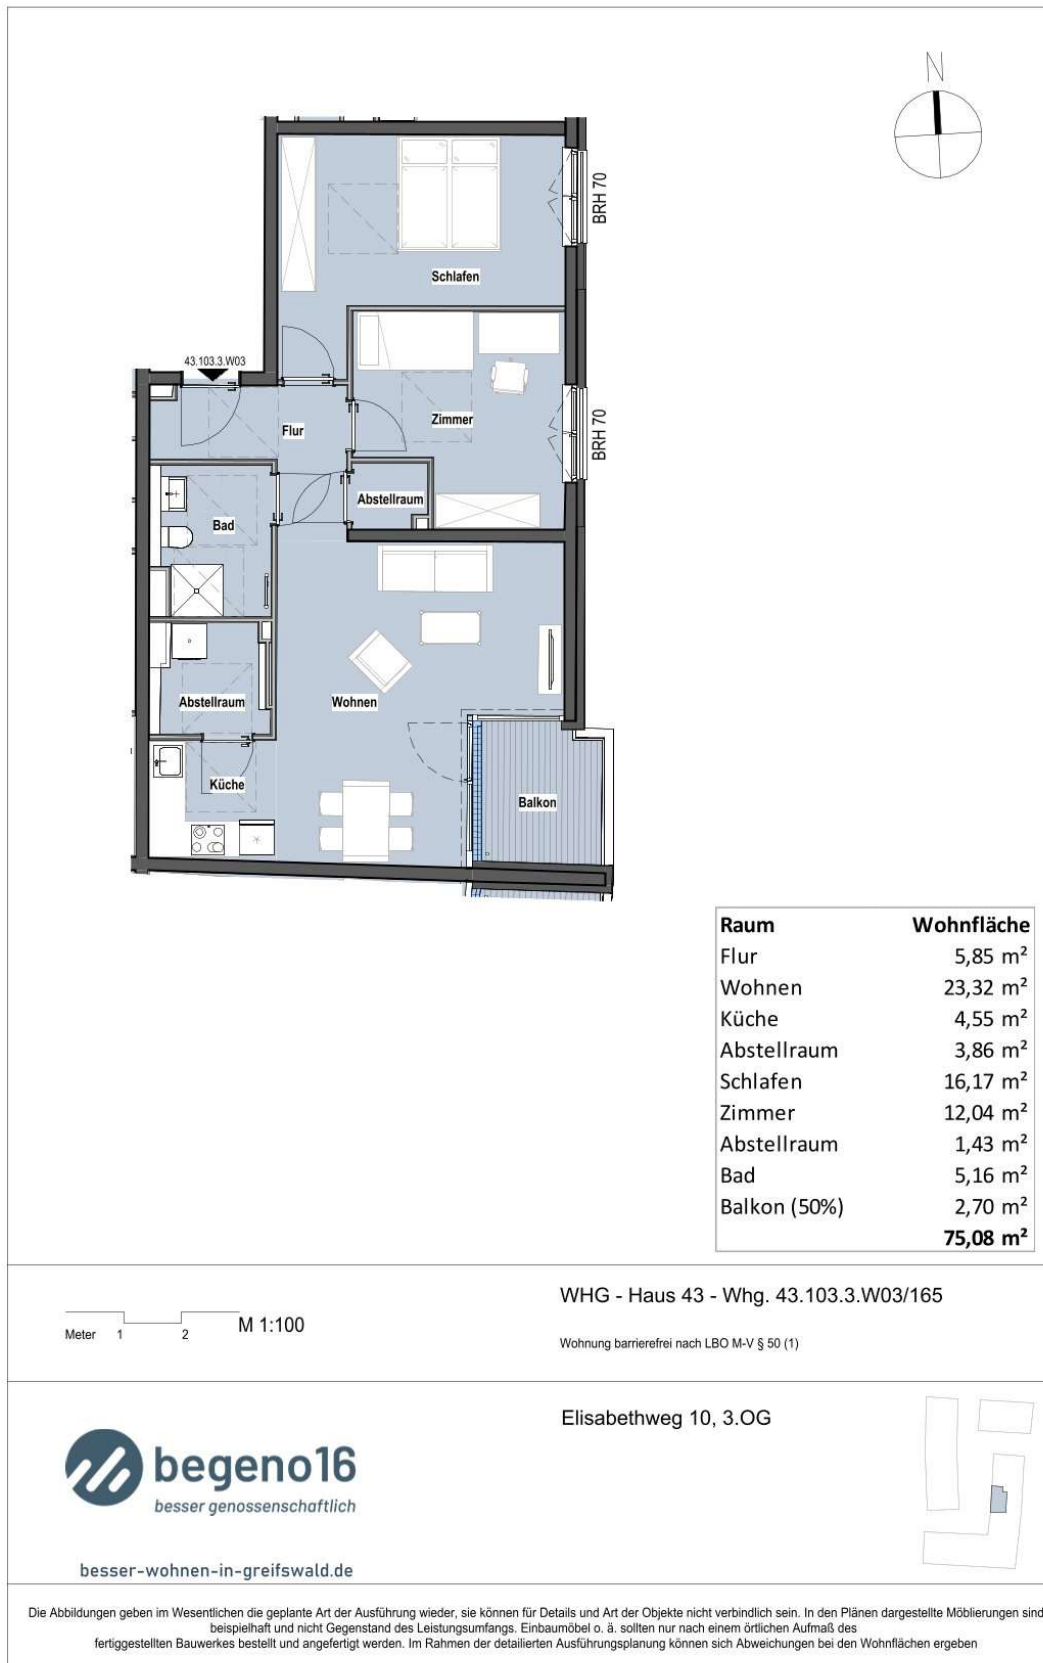 N
BRH 70
Schlafen
43.103.3.W03
Zimmer
BRH 70
Flur
Abstellraum
Bad
Abstellraum
Wohnen
Küche
Balkon
Raum Wohnfläche
Flur 5,85 m²
Wohnen 23,32 m²
Küche 4,55 m²
Abstellraum 3,86 m²
Schlafen 16,17 m²
Zimmer 12,04 m²
Abstellraum 1,43 m²
Bad 5,16 m²
Balkon (50%) 2,70 m²
75,08 m²
Meter 1 2 M 1:100
WHG - Haus 43 - Whg. 43.103.3.W03/165
Wohnung barrierefrei nach LBO M-V § 50 (1)
Elisabethweg 10, 3.OG
begeno16
besser genossenschaftlich
besser-wohnen-in-greifswald.de
Die Abbildungen geben im Wesentlichen die geplante Art der Ausführung wieder, sie können für Details und Art der Objekte nicht verbindlich sein. In den Plänen dargestellte Möblierungen sind
beispielhaft und nicht Gegenstand des Leistungsumfangs. Einbaumöbel o. ä. sollten nur nach einem örtlichen Aufmaß des
fertiggestellten Bauwerkes bestellt und angefertigt werden. Im Rahmen der detailierten Ausführungsplanung können sich Abweichungen bei den Wohnflächen ergeben